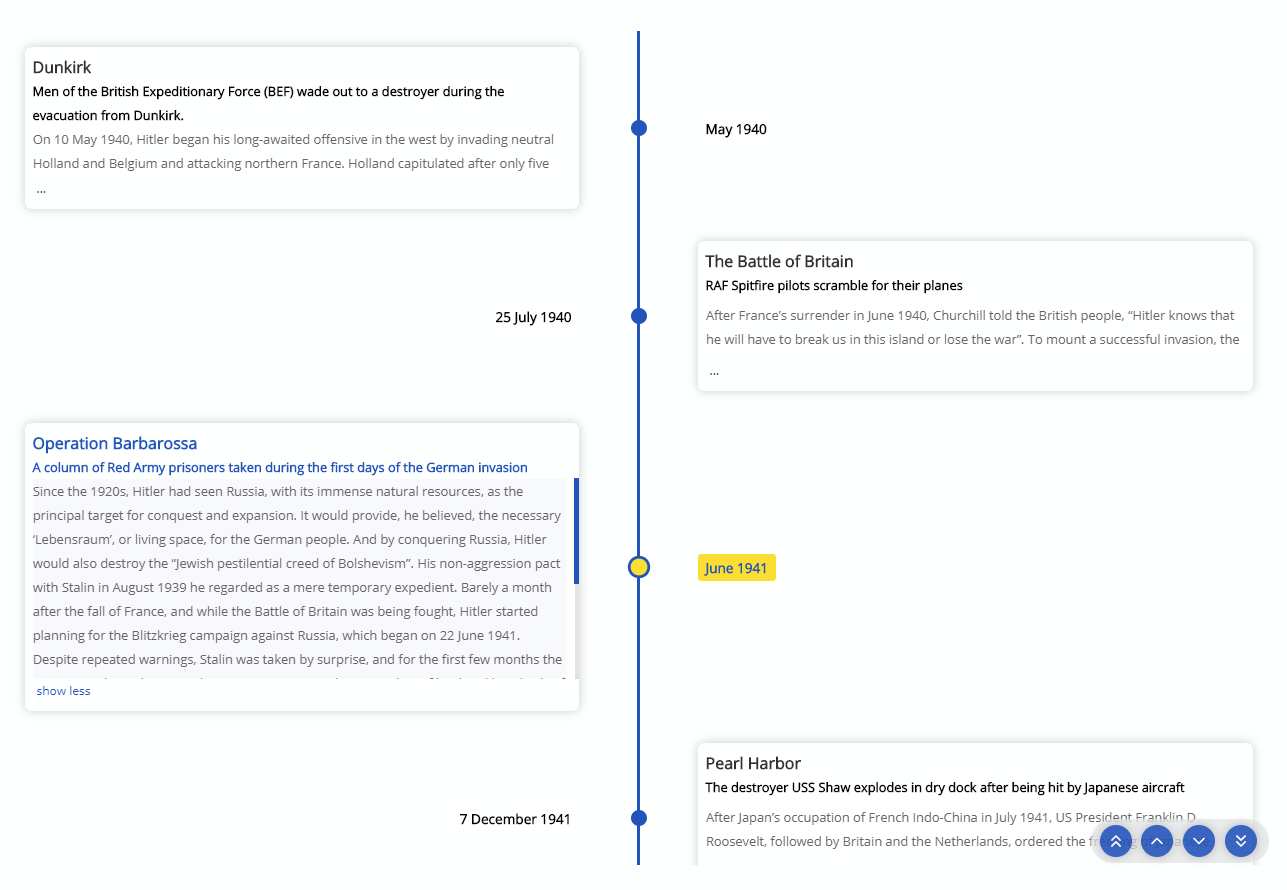 Dunkirk
Men of the British Expeditionary Force (BEF) wade out to a destroyer during the
evacuation from Dunkirk.
On 10 May 1940, Hitler began his long-awaited offensive in the west by invading neutral
Holland and Belgium and attacking northern France. Holland capitulated after only five
...
May 1940
The Battle of Britain
RAF Spitfire pilots scramble for their planes
After France’s surrender in June 1940, Churchill told the British people, “Hitler knows that
he will have to break us in this island or lose the war”. To mount a successful invasion, the
...
25 July 1940
Operation Barbarossa
A column of Red Army prisoners taken during the first days of the German invasion
Since the 1920s, Hitler had seen Russia, with its immense natural resources, as the
principal target for conquest and expansion. It would provide, he believed, the necessary
‘Lebensraum’, or living space, for the German people. And by conquering Russia, Hitler
would also destroy the “Jewish pestilential creed of Bolshevism”. His non-aggression pact
with Stalin in August 1939 he regarded as a mere temporary expedient. Barely a month
after the fall of France, and while the Battle of Britain was being fought, Hitler started
planning for the Blitzkrieg campaign against Russia, which began on 22 June 1941.
Despite repeated warnings, Stalin was taken by surprise, and for the first few months the
show less
June 1941
Pearl Harbor
The destroyer USS Shaw explodes in dry dock after being hit by Japanese aircraft
After Japan’s occupation of French Indo-China in July 1941, US President Franklin D.
Roosevelt, followed by Britain and the Netherlands, ordered the
7 December 1941